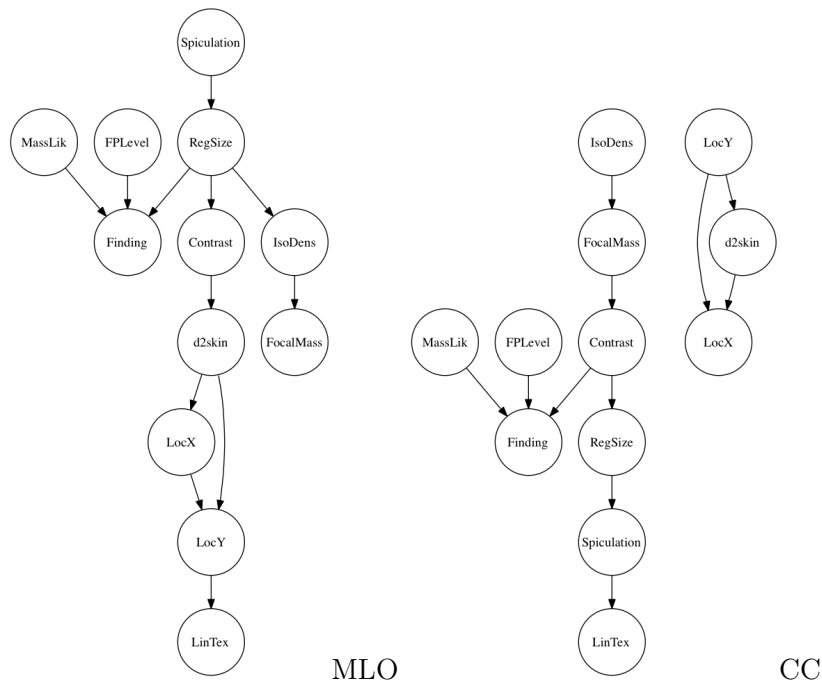 Spiculation
MassLik
FPLevel
RegSize
Finding
Contrast
IsoDens
d2skin
FocalMass
LocX
LocY
LinTex
MLO
IsoDens
LocY
FocalMass
d2skin
MassLik
FPLevel
Contrast
LocX
Finding
RegSize
Spiculation
LinTex
CC